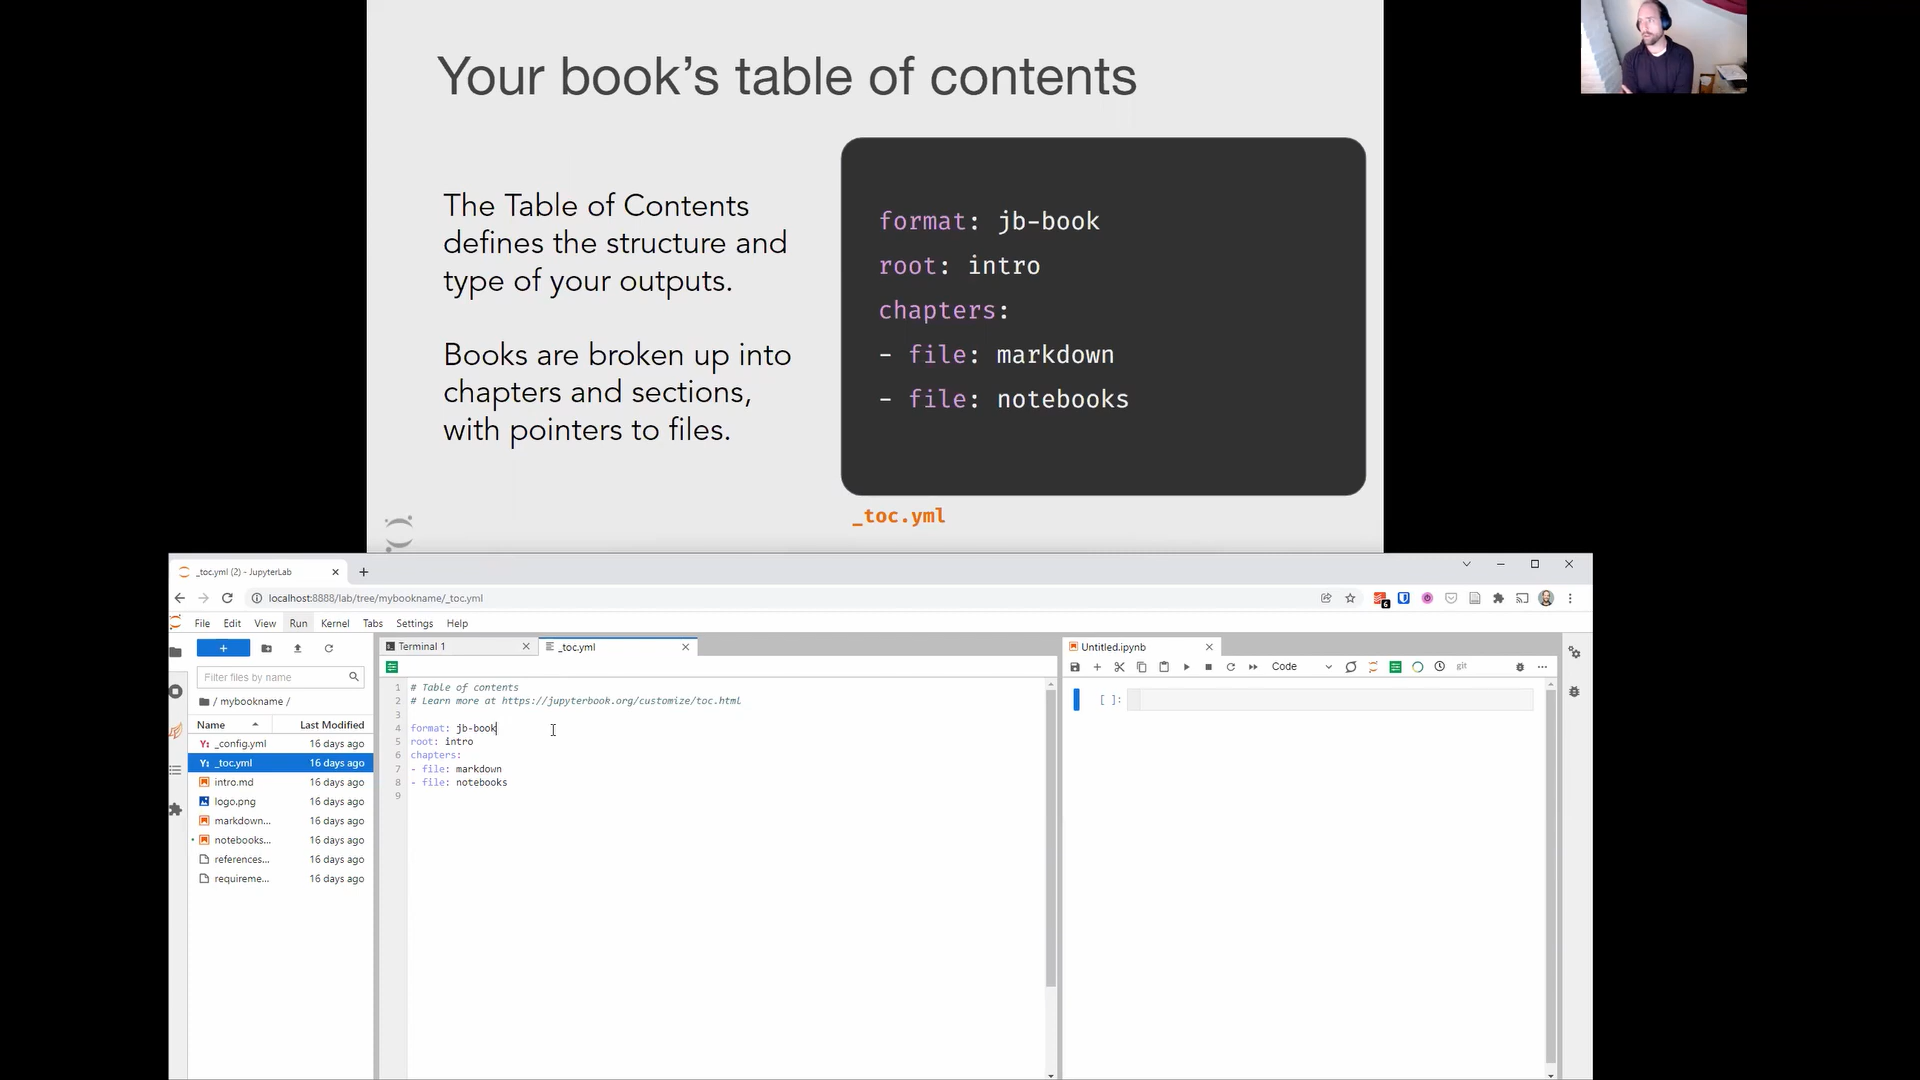 Your book’s table of contents
The Table of Contents
defines the structure and
type of your outputs.
Books are broken up into
chapters and sections,
with pointers to files.
format: jb-book
root: intro
chapters:
- file: markdown
- file: notebooks
_toc.yml
_toc.yml (2) - JupyterLab
localhost:8888/lab/tree/mybookname/_toc.yml
6
File Edit View Run Kernel Tabs Settings Help
Filter files by name
/ mybookname /
Name Last Modified
Y: _config.yml 16 days ago
Y: _toc.yml 16 days ago
intro.md 16 days ago
logo.png 16 days ago
markdown... 16 days ago
notebooks... 16 days ago
references... 16 days ago
requireme... 16 days ago
Terminal 1
_toc.yml
1 # Table of contents
2 # Learn more at https://jupyterbook.org/customize/toc.html
3
4 format: jb-book
5 root: intro
6 chapters:
7 - file: markdown
8 - file: notebooks
9
Untitled.ipynb
Code
git
[ ]: